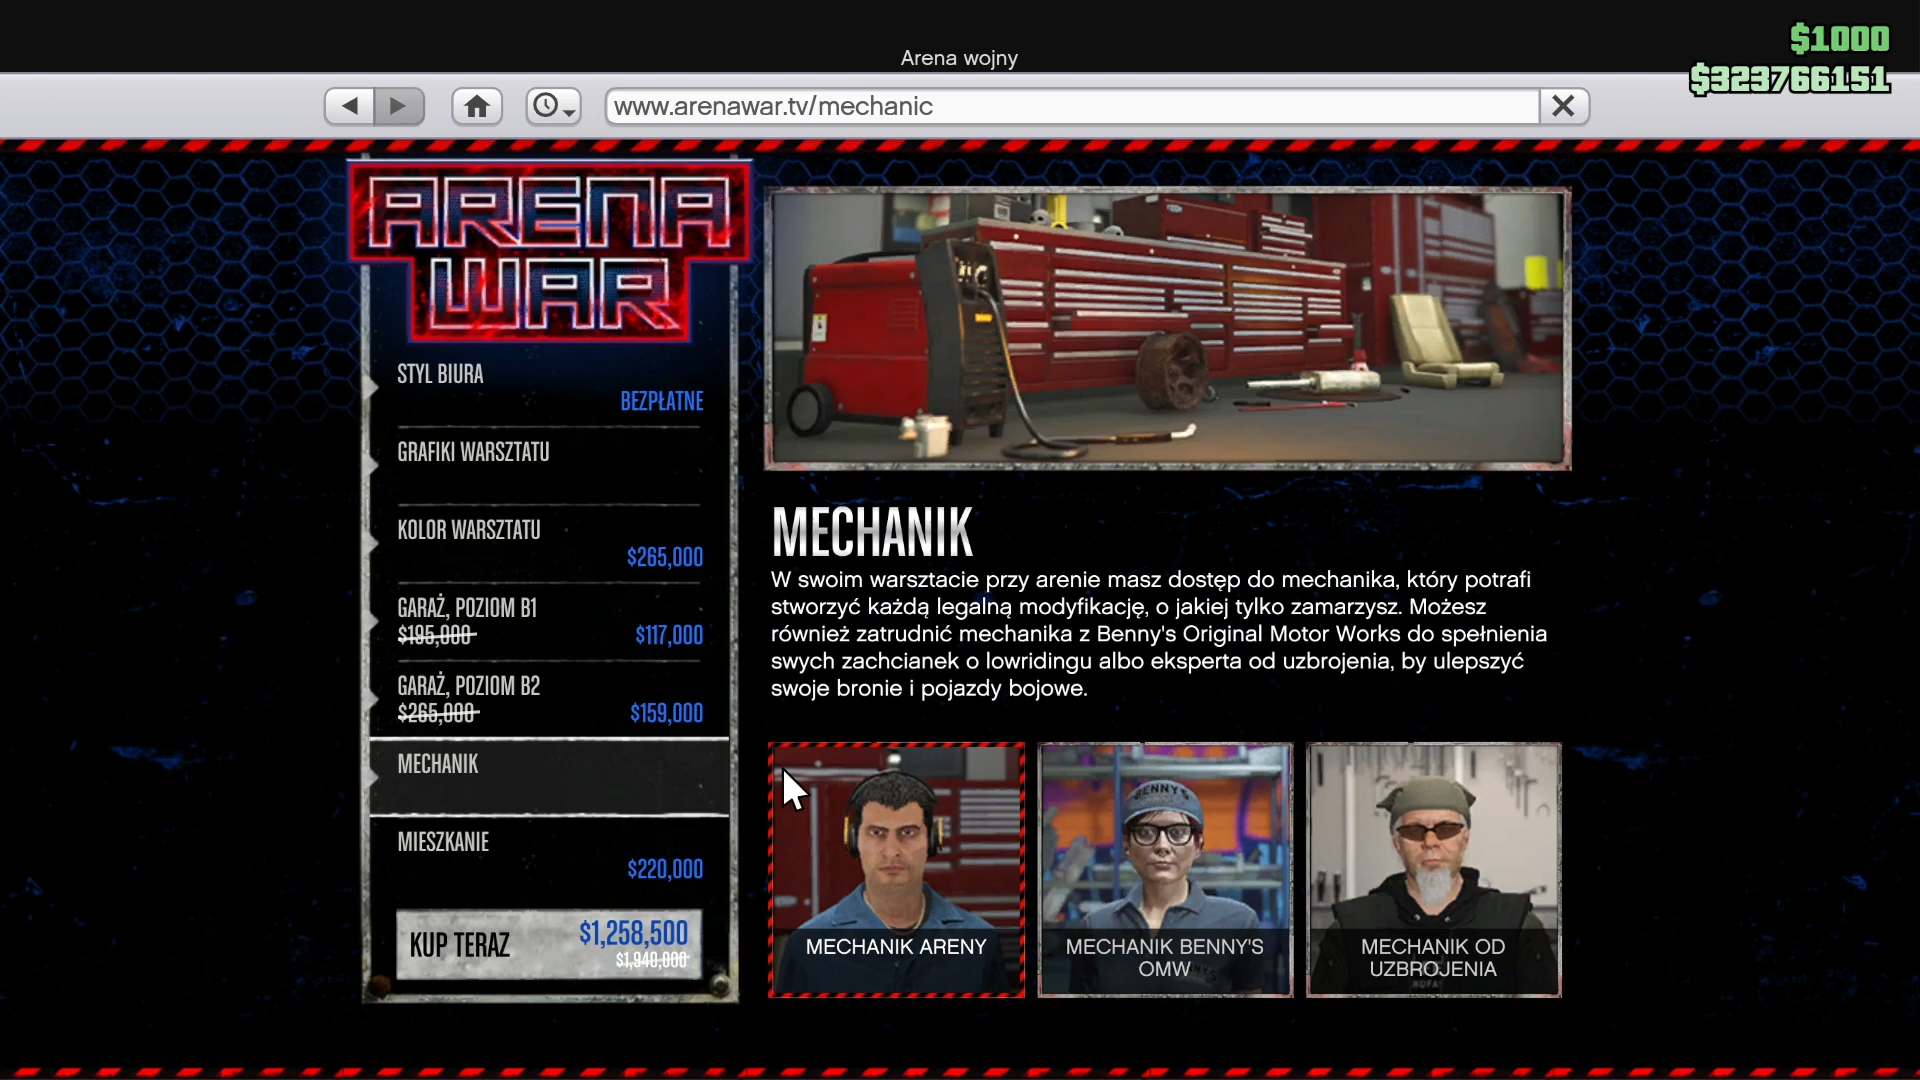 Arena wojny
$1000
$323766151
www.arenawar.tv/mechanic
ARENA
WAR
STYL BIURA
BEZPŁATNE
GRAFIKI WARSZTATU
KOLOR WARSZTATU
$265,000
GARAŻ, POZIOM B1
$195,000 $117,000
GARAŻ, POZIOM B2
$265,000 $159,000
MECHANIK
MIESZKANIE
$220,000
KUP TERAZ $1,258,500
$1,940,000
MECHANIK
W swoim warsztacie przy arenie masz dostęp do mechanika, który potrafi
stworzyć każdą legalną modyfikację, o jakiej tylko zamarzysz. Możesz
również zatrudnić mechanika z Benny's Original Motor Works do spełnienia
swych zachcianek o lowridingu albo eksperta od uzbrojenia, by ulepszyć
swoje bronie i pojazdy bojowe.
MECHANIK ARENY
BENNY'S
MECHANIK BENNY'S
OMW
MECHANIK OD
UZBROJENIA